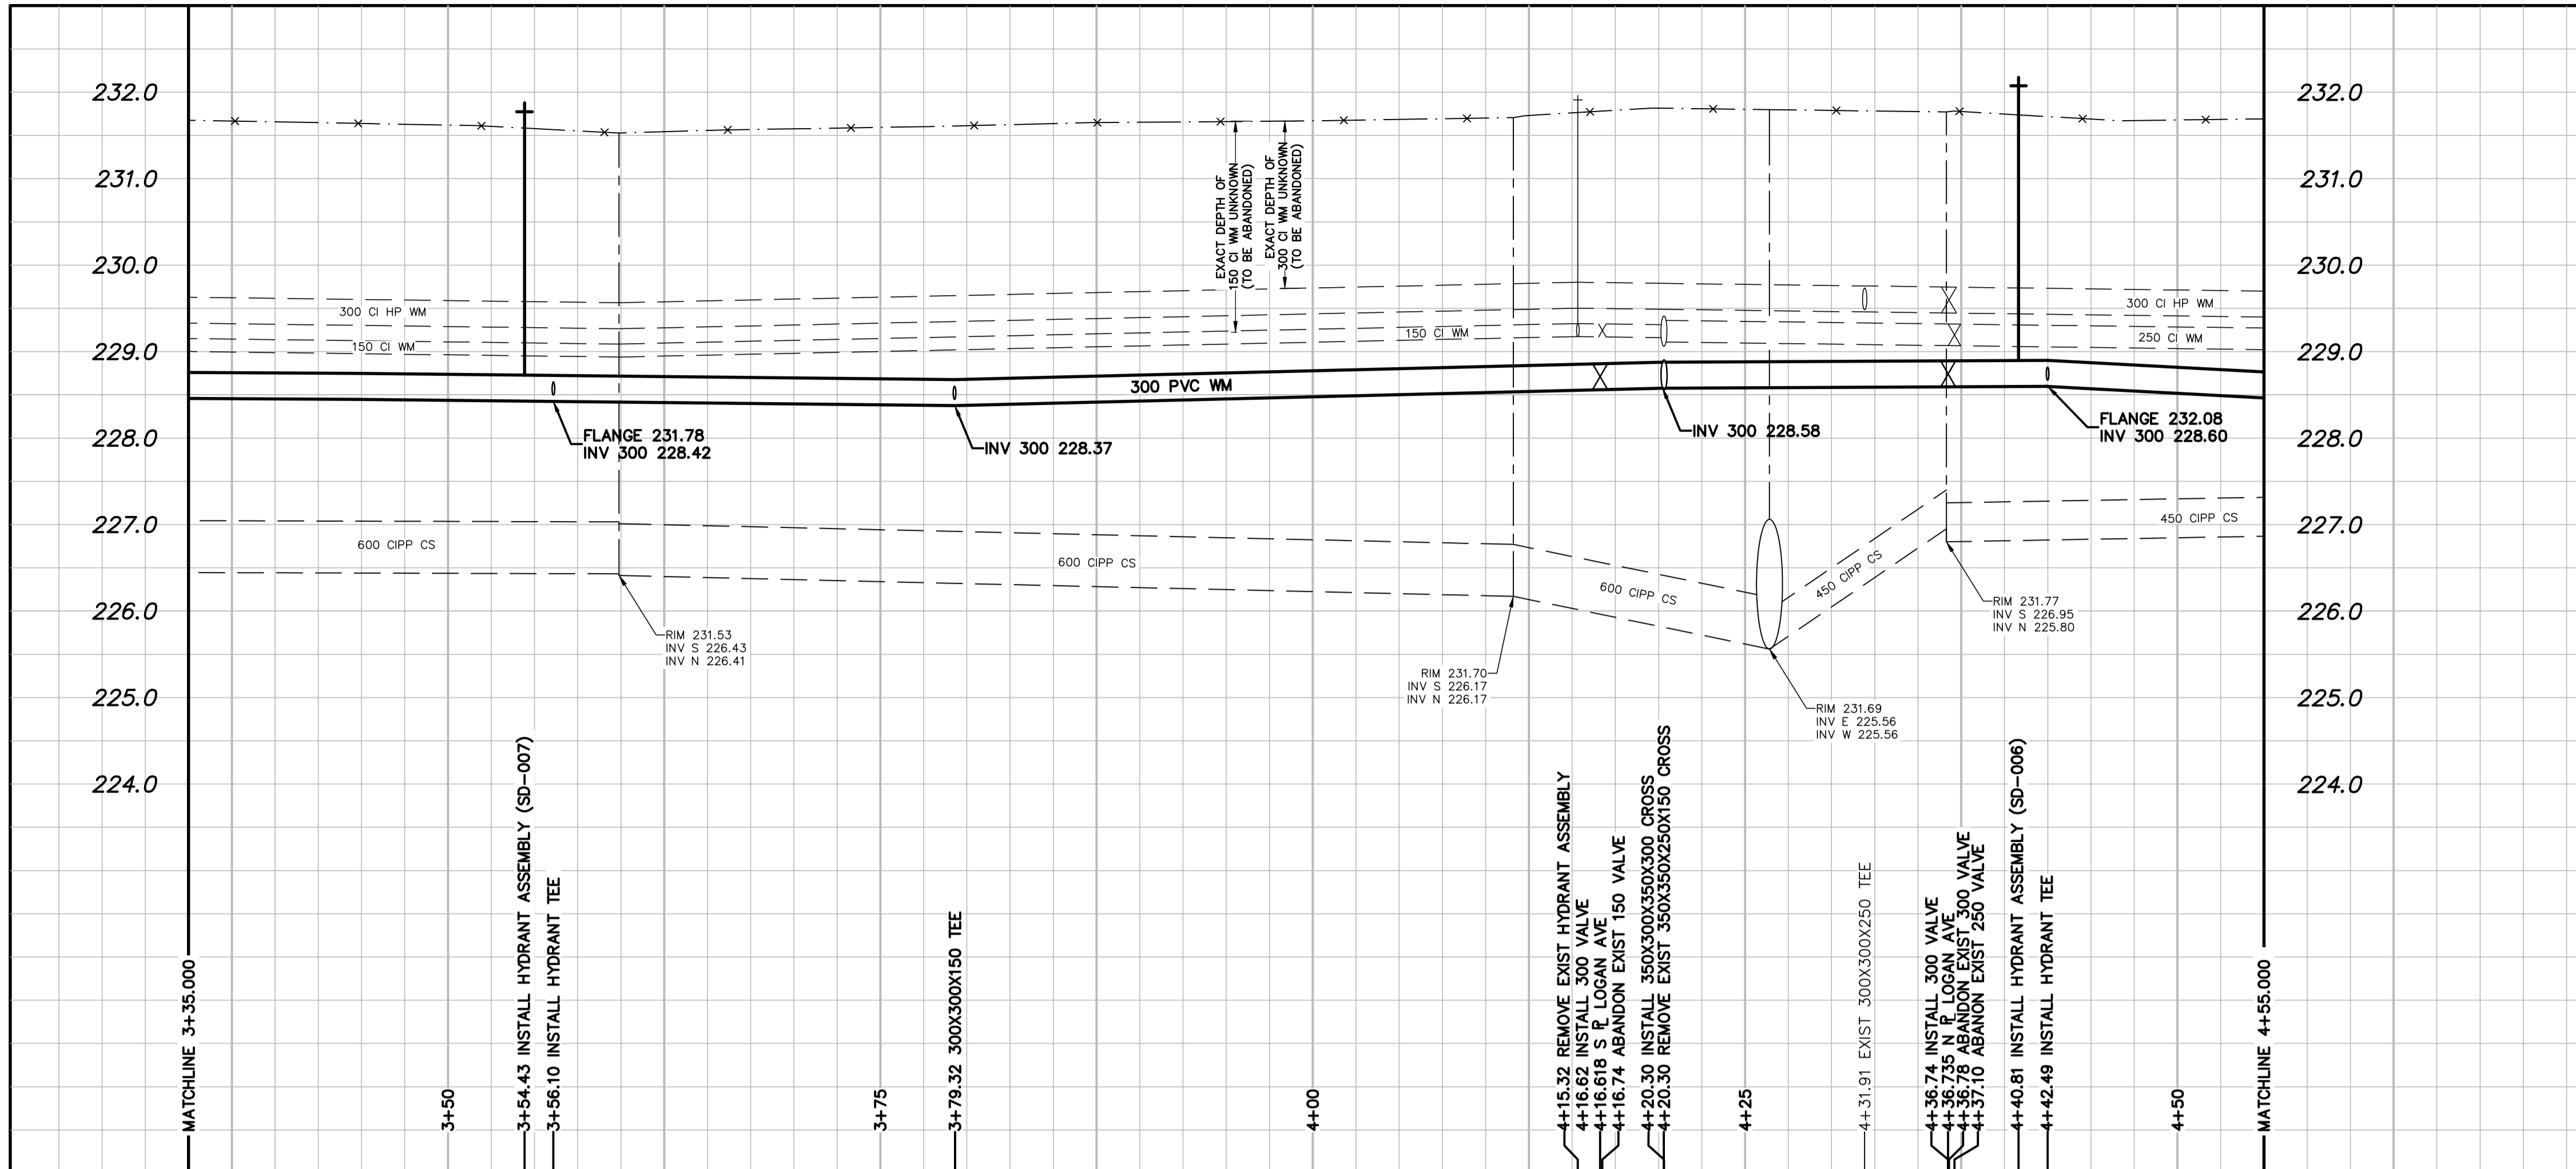 232.0
231.0
230.0
229.0
228.0
227.0
226.0
225.0
224.0
232.0
231.0
230.0
229.0
228.0
227.0
226.0
225.0
224.0
EXACT DEPTH OF
150 CI WM UNKNOWN
(TO BE ABANDONED)
EXACT DEPTH OF
300 CI WM UNKNOWN
(TO BE ABANDONED)
300 CI HP WM
150 CI WM
150 CI WM
300 CI HP WM
250 CI WM
300 PVC WM
FLANGE 231.78
INV 300 228.42
INV 300 228.37
INV 300 228.58
FLANGE 232.08
INV 300 228.60
600 CIPP CS
600 CIPP CS
600 CIPP CS
450 CIPP CS
450 CIPP CS
RIM 231.53
INV S 226.43
INV N 226.41
RIM 231.70
INV S 226.17
INV N 226.17
RIM 231.69
INV E 225.56
INV W 225.56
RIM 231.77
INV S 226.95
INV N 225.80
MATCHLINE 3+35.000
3+50
3+54.43 INSTALL HYDRANT ASSEMBLY (SD-007)
3+56.10 INSTALL HYDRANT TEE
3+75
3+79.32 300X300X150 TEE
4+00
4+15.32 REMOVE EXIST HYDRANT ASSEMBLY
4+16.62 INSTALL 300 VALVE
4+16.618 S PL LOGAN AVE
4+16.74 ABANDON EXIST 150 VALVE
4+20.30 INSTALL 350X300X350X300 CROSS
4+20.30 REMOVE EXIST 350X350X250X150 CROSS
4+25
4+31.91 EXIST 300X300X250 TEE
4+36.74 INSTALL 300 VALVE
4+36.735 N PL LOGAN AVE
4+36.78 ABANDON EXIST 300 VALVE
4+37.10 ABANON EXIST 250 VALVE
4+40.81 INSTALL HYDRANT ASSEMBLY (SD-006)
4+42.49 INSTALL HYDRANT TEE
4+50
MATCHLINE 4+55.000